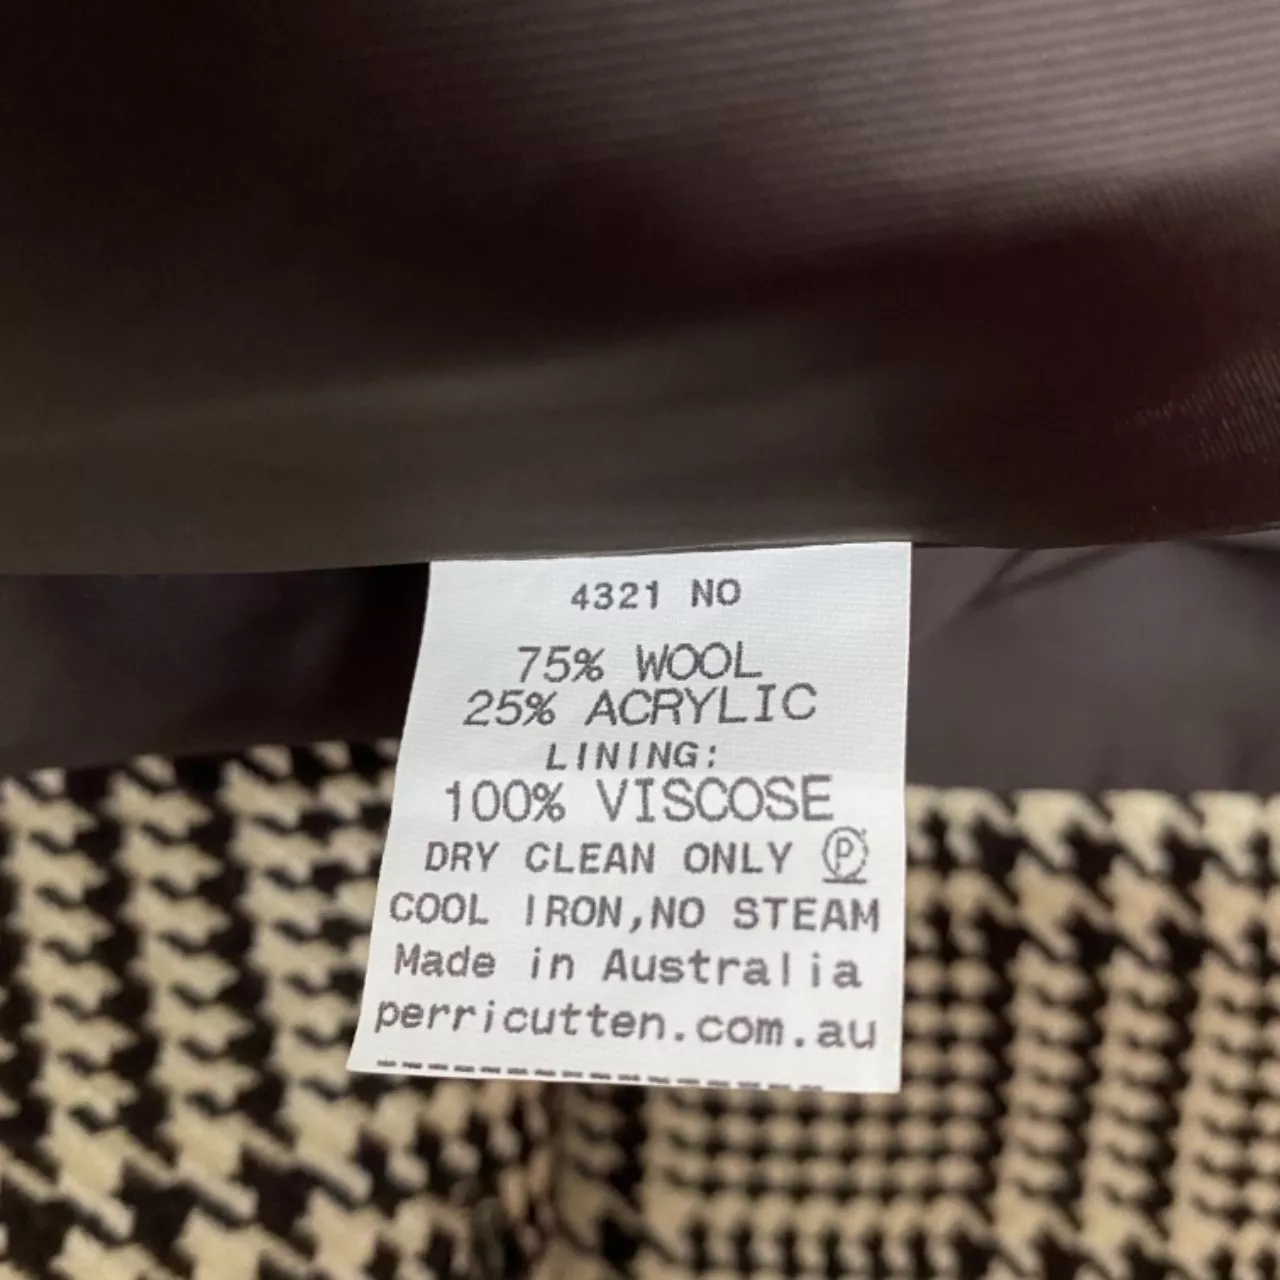 4321 NO
75% WOOL
25% ACRYLIC
LINING:
100% VISCOSE
DRY CLEAN ONLY P
COOL IRON,NO STEAM
Made in Australia
perricutten.com.au